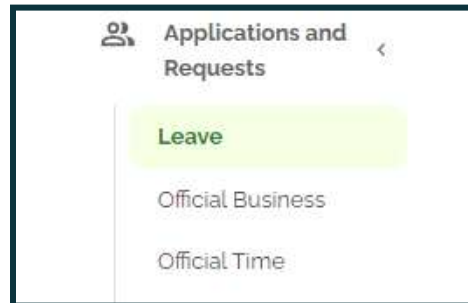 Applications and
Requests
Leave
Official Business
Official Time